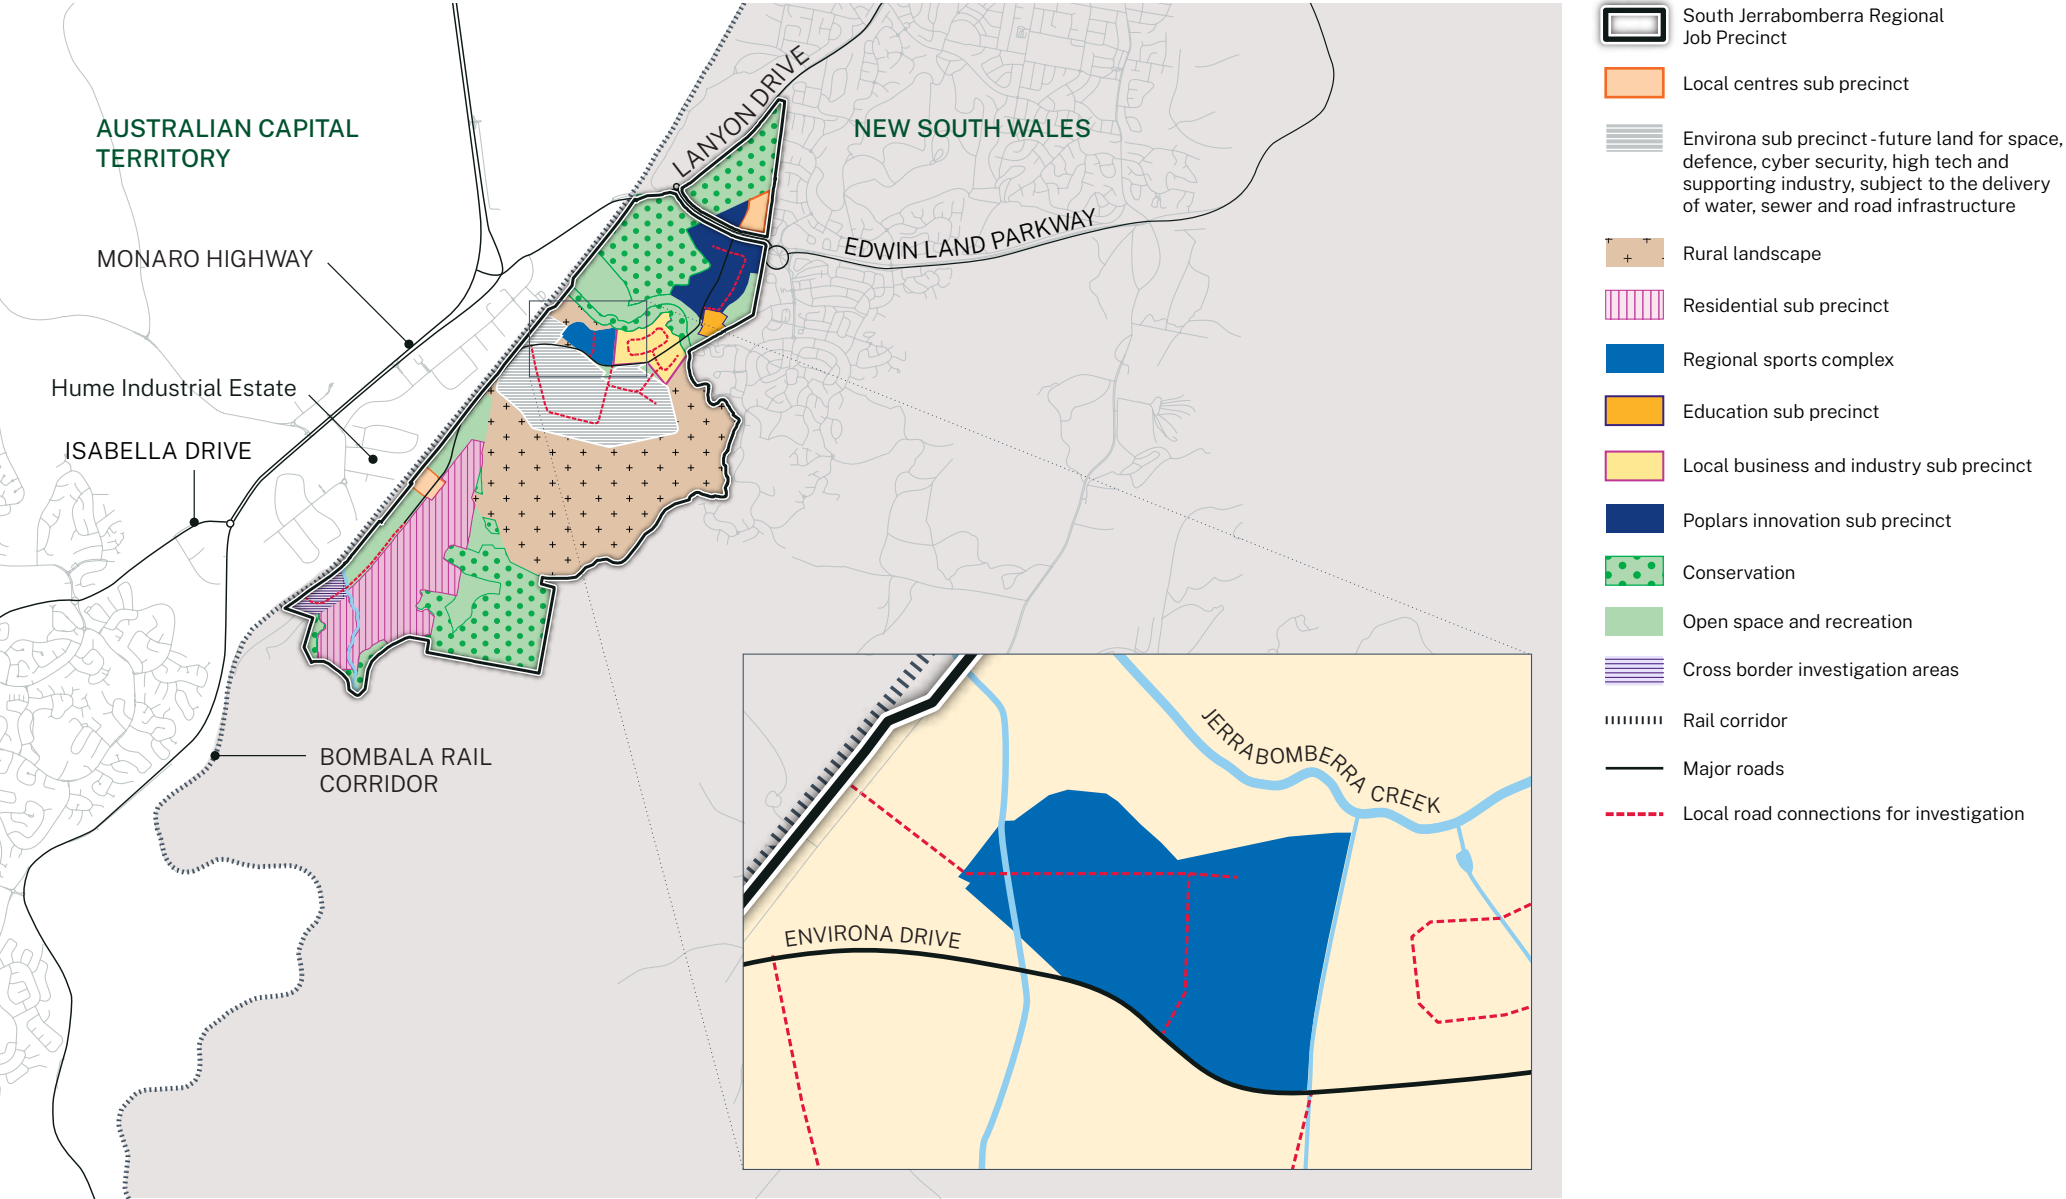 LANYON DRIVE
AUSTRALIAN CAPITAL
TERRITORY
NEW SOUTH WALES
MONARO HIGHWAY
EDWIN LAND PARKWAY
Hume Industrial Estate
ISABELLA DRIVE
BOMBALA RAIL
CORRIDOR
JERRABOMBERRA CREEK
ENVIRONA DRIVE
South Jerrabomberra Regional
Job Precinct
Local centres sub precinct
Environa sub precinct - future land for space,
defence, cyber security, high tech and
supporting industry, subject to the delivery
of water, sewer and road infrastructure
Rural landscape
Residential sub precinct
Regional sports complex
Education sub precinct
Local business and industry sub precinct
Poplars innovation sub precinct
Conservation
Open space and recreation
Cross border investigation areas
Rail corridor
Major roads
Local road connections for investigation